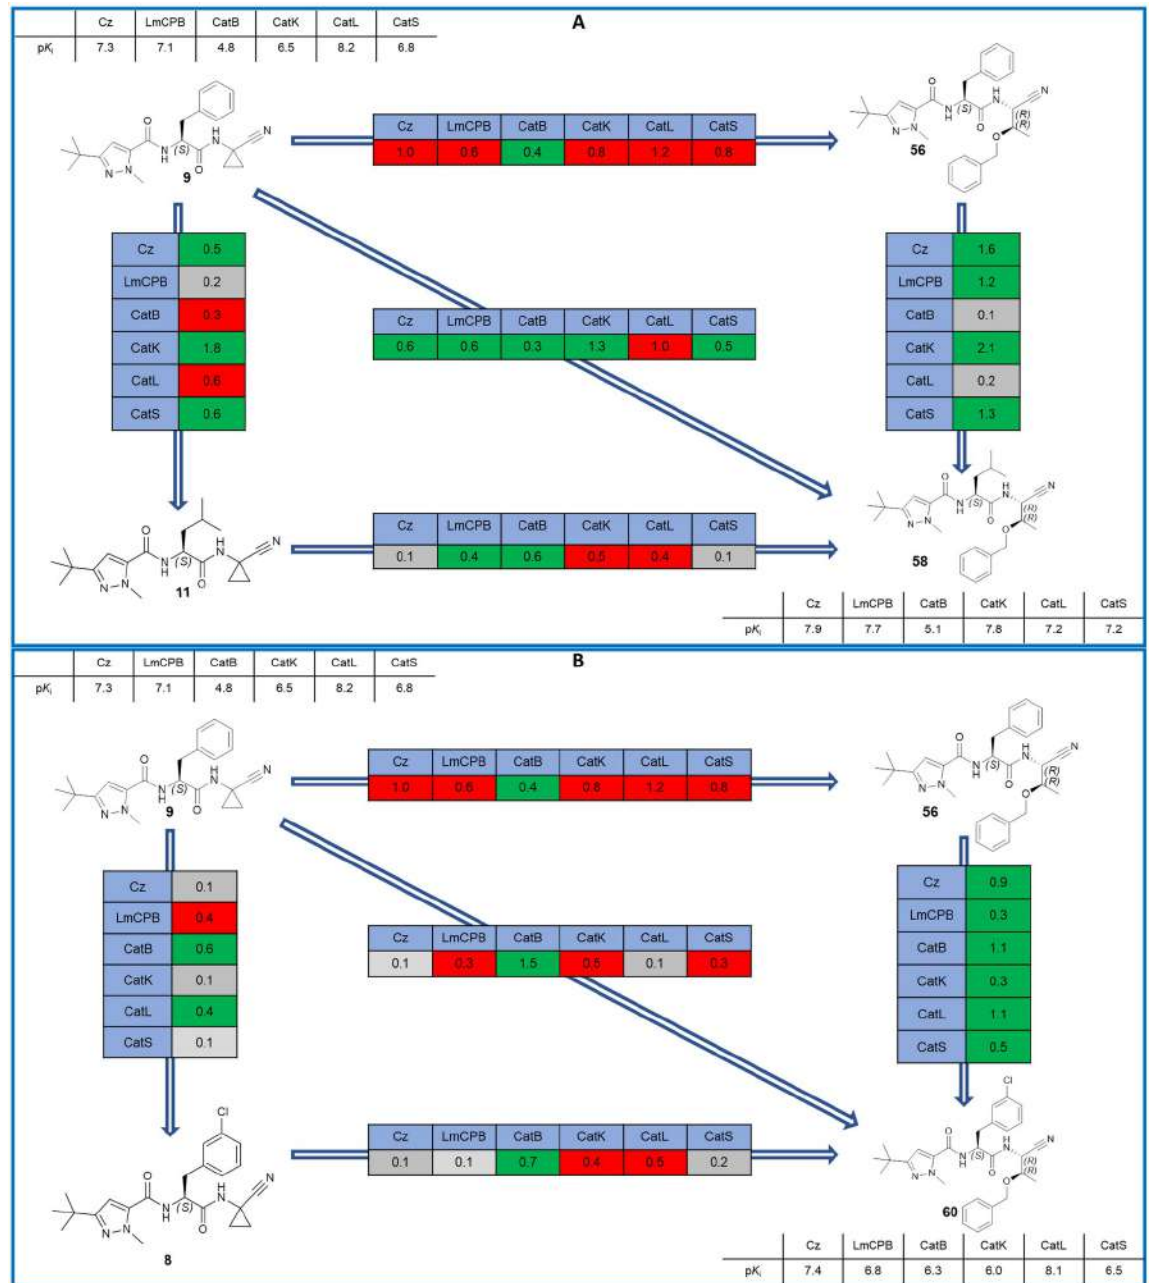 A
Cz LmCPB CatB CatK CatL CatS
pKi 7.3 7.1 4.8 6.5 8.2 6.8
O N H (S) O H N N N N
9
Cz LmCPB CatB CatK CatL CatS
1.0 0.6 0.4 0.8 1.2 0.8
O N H (S) O H N (R) (R) N O N N
56
Cz 0.5
LmCPB 0.2
CatB 0.3
CatK 1.8
CatL 0.6
CatS 0.6
Cz LmCPB CatB CatK CatL CatS
0.6 0.6 0.3 1.3 1.0 0.5
Cz 1.6
LmCPB 1.2
CatB 0.1
CatK 2.1
CatL 0.2
CatS 1.3
O N H (S) O H N N N N
11
Cz LmCPB CatB CatK CatL CatS
0.1 0.4 0.6 0.5 0.4 0.1
O N H (S) O H N (R) (R) N O N N
58
Cz LmCPB CatB CatK CatL CatS
pKi 7.9 7.7 5.1 7.8 7.2 7.2
B
Cz LmCPB CatB CatK CatL CatS
pKi 7.3 7.1 4.8 6.5 8.2 6.8
O N H (S) O H N N N N
9
Cz LmCPB CatB CatK CatL CatS
1.0 0.6 0.4 0.8 1.2 0.8
O N H (S) O H N (R) (R) N O N N
56
Cz 0.1
LmCPB 0.4
CatB 0.6
CatK 0.1
CatL 0.4
CatS 0.1
Cz LmCPB CatB CatK CatL CatS
0.1 0.3 1.5 0.5 0.1 0.3
Cz 0.9
LmCPB 0.3
CatB 1.1
CatK 0.3
CatL 1.1
CatS 0.5
Cl O N H (S) O H N N N N
8
Cz LmCPB CatB CatK CatL CatS
0.1 0.1 0.7 0.4 0.5 0.2
Cl O N H (S) O H N (R) (R) N O N N
60
Cz LmCPB CatB CatK CatL CatS
pKi 7.4 6.8 6.3 6.0 8.1 6.5